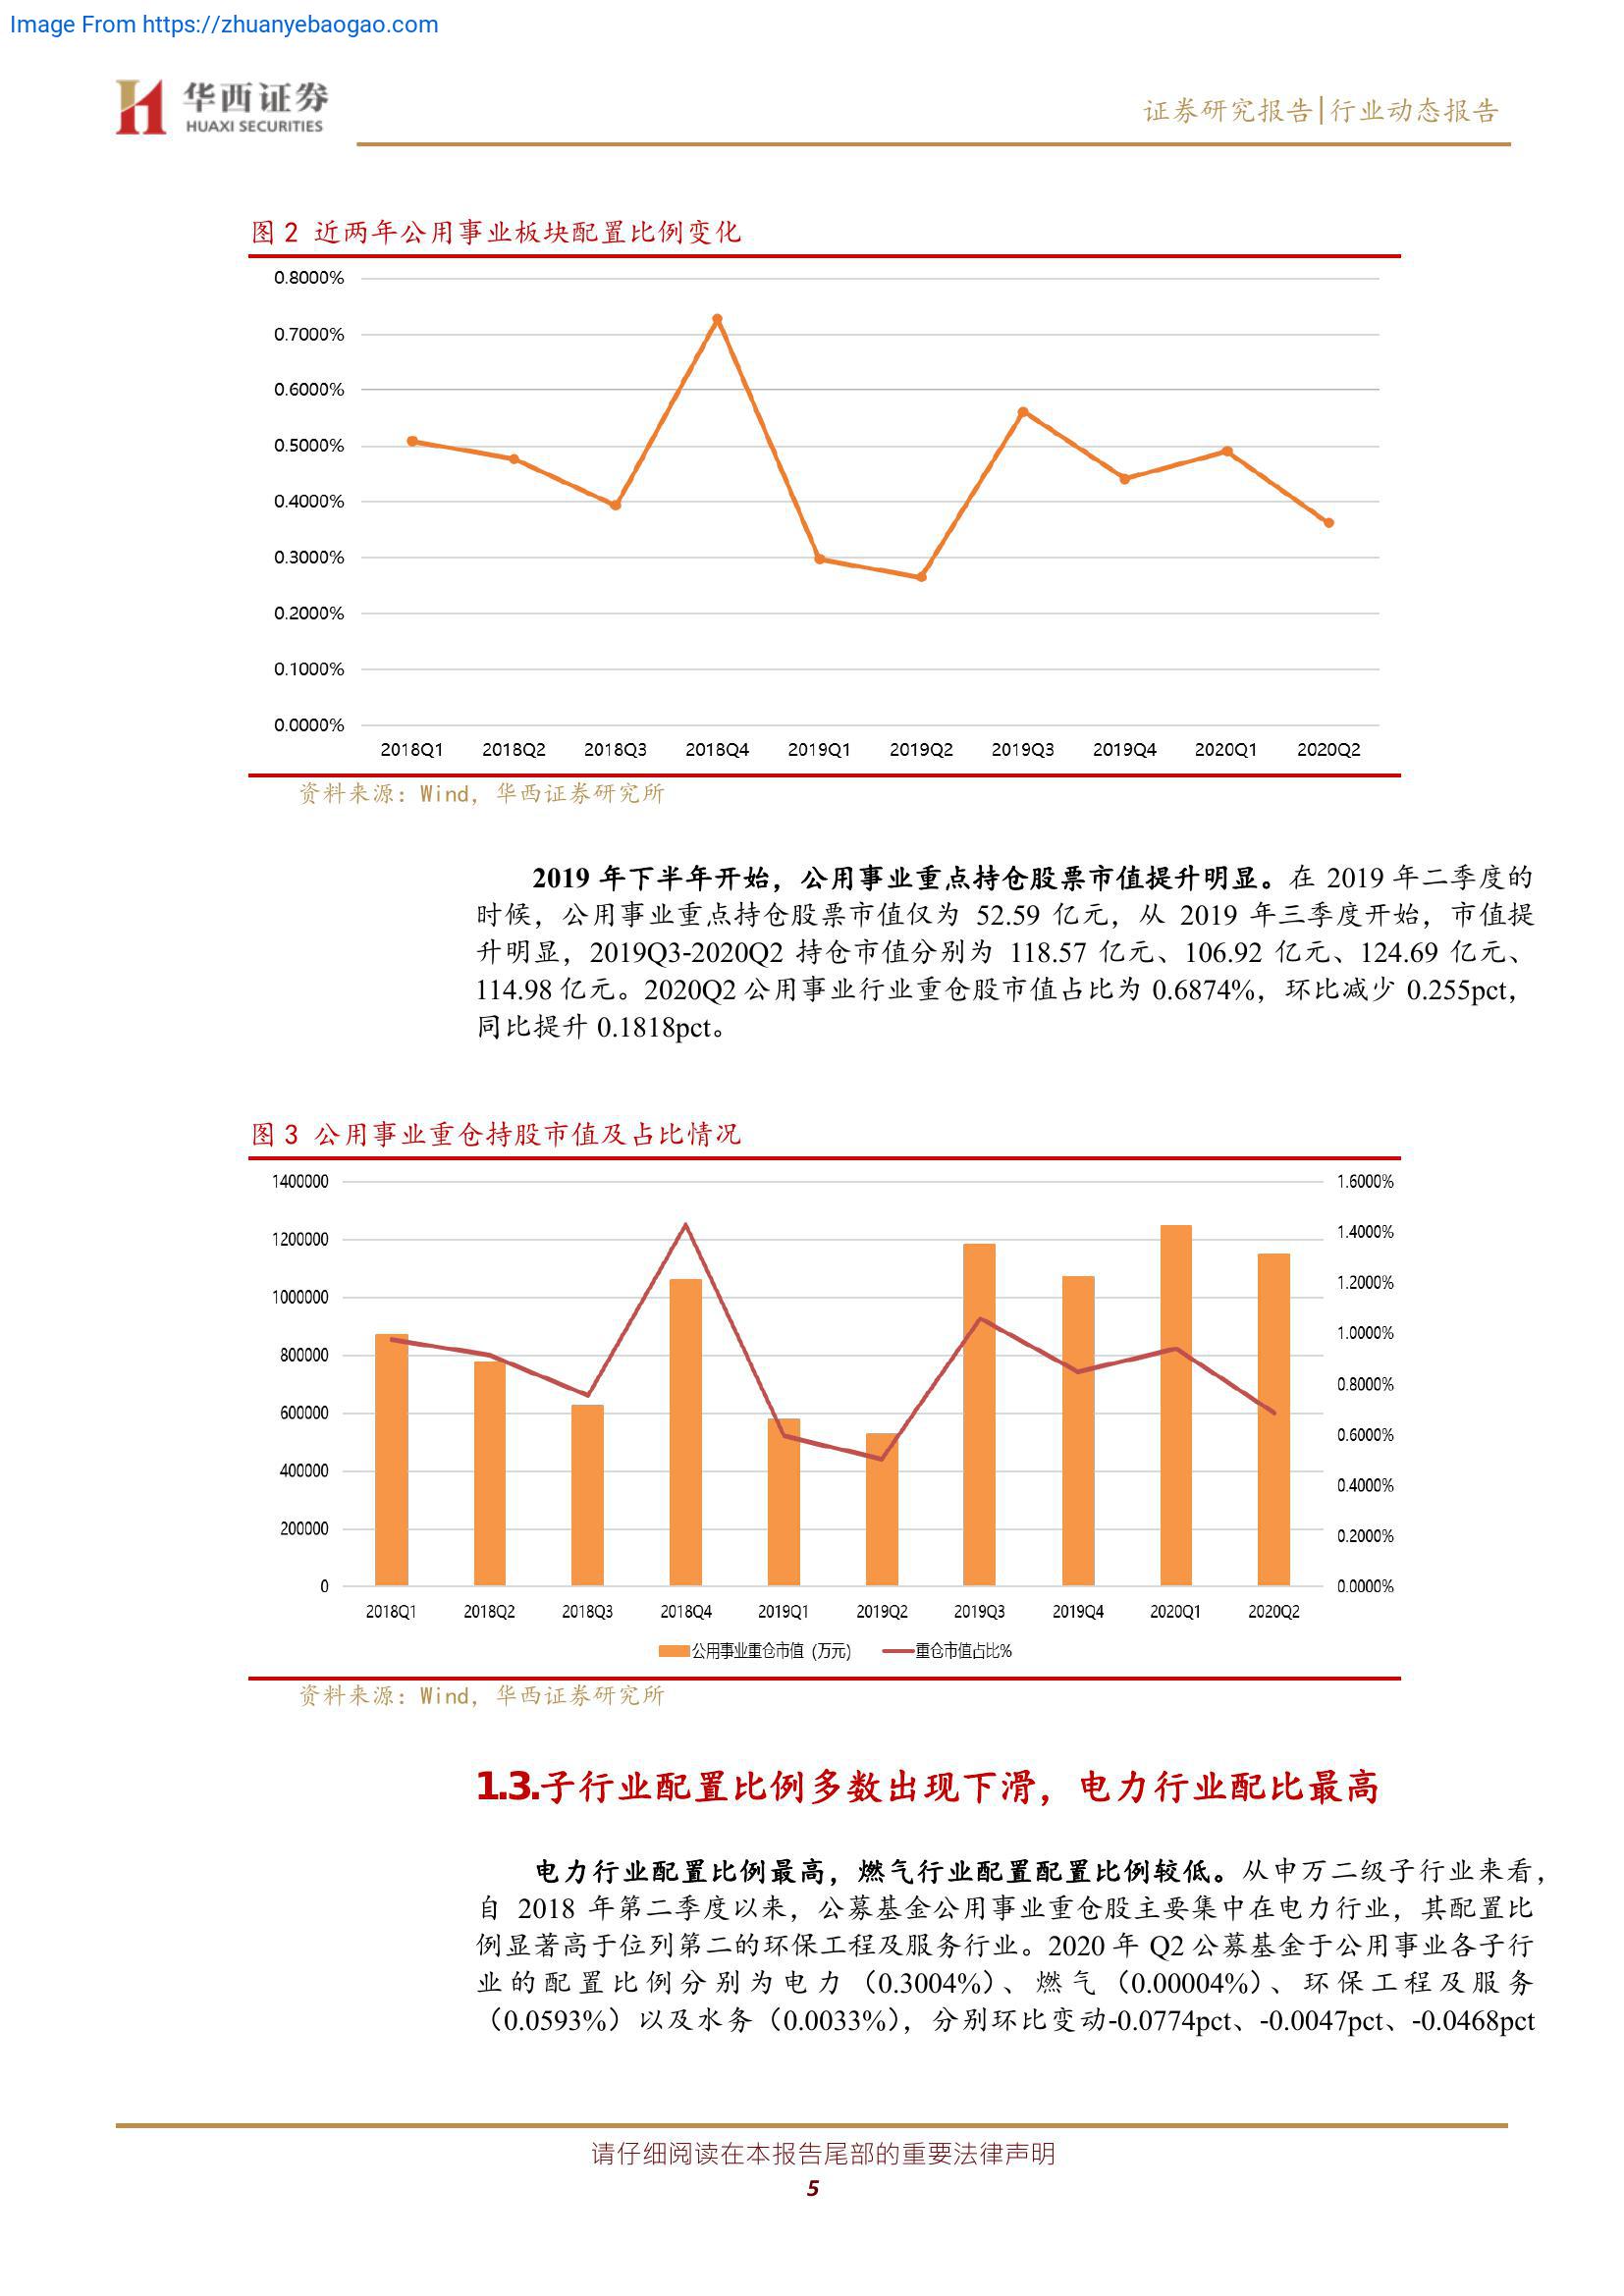 Image From https://zhuanyebaogao.com
华西证券
HUAXI SECURITIES
证券研究报告|行业动态报告
图 2 近两年公用事业板块配置比例变化
0.8000%
0.7000%
0.6000%
0.5000%
0.4000%
0.3000%
0.2000%
0.1000%
0.0000%
2018Q1 2018Q2 2018Q3 2018Q4 2019Q1 2019Q2 2019Q3 2019Q4 2020Q1 2020Q2
资料来源：Wind，华西证券研究所
2019 年下半年开始，公用事业重点持仓股票市值提升明显。在 2019 年二季度的
时候，公用事业重点持仓股票市值仅为 52.59 亿元，从 2019 年三季度开始，市值提
升明显，2019Q3-2020Q2 持仓市值分别为 118.57 亿元、106.92 亿元、124.69 亿元、
114.98 亿元。2020Q2 公用事业行业重仓股市值占比为 0.6874%，环比减少 0.255pct，
同比提升 0.1818pct。
图 3 公用事业重仓持股市值及占比情况
1400000 1.6000%
1200000 1.4000%
1000000 1.2000%
800000 1.0000%
600000 0.8000%
400000 0.6000%
200000 0.4000%
0 0.2000%
0.0000%
2018Q1 2018Q2 2018Q3 2018Q4 2019Q1 2019Q2 2019Q3 2019Q4 2020Q1 2020Q2
公用事业重仓市值（万元） 重仓市值占比%
资料来源：Wind，华西证券研究所
1.3.子行业配置比例多数出现下滑，电力行业配比最高
电力行业配置比例最高，燃气行业配置配置比例较低。从申万二级子行业来看，
自 2018 年第二季度以来，公募基金公用事业重仓股主要集中在电力行业，其配置比
例显著高于位列第二的环保工程及服务行业。2020 年 Q2 公募基金于公用事业各子行
业的配置比例分别为电力（0.3004%）、燃气（0.00004%）、环保工程及服务
（0.0593%）以及水务（0.0033%），分别环比变动-0.0774pct、-0.0047pct、-0.0468pct
请仔细阅读在本报告尾部的重要法律声明
5